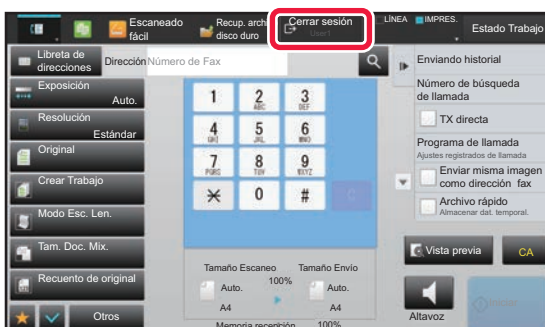 Escaneado
fácil
Recup. arch
disco duro
Cerrar sesión
User1
LÍNEA
IMPRES.
Estado Trabajo
Libreta de
direcciones
Dirección
Número de Fax
Enviando historial
Exposición
Auto.
Número de búsqueda
de llamada
Resolución
Estándar
TX directa
Original
Programa de llamada
Ajustes registrados de llamada
Crear Trabajo
Enviar misma imagen
como dirección fax
Modo Esc. Len.
Archivo rápido
Almacenar dat. temporal.
Tam. Doc. Mix.
Recuento de original
Otros
1
2 ABC
3 DEF
4 GHI
5 JKL
6 MNO
7 PQRS
8 TUV
9 WXYZ
0
#
C
Vista previa
CA
Tamaño Escaneo
Tamaño Envío
100%
Auto.
Auto.
A4
A4
Memoria recepción
100%
Altavoz